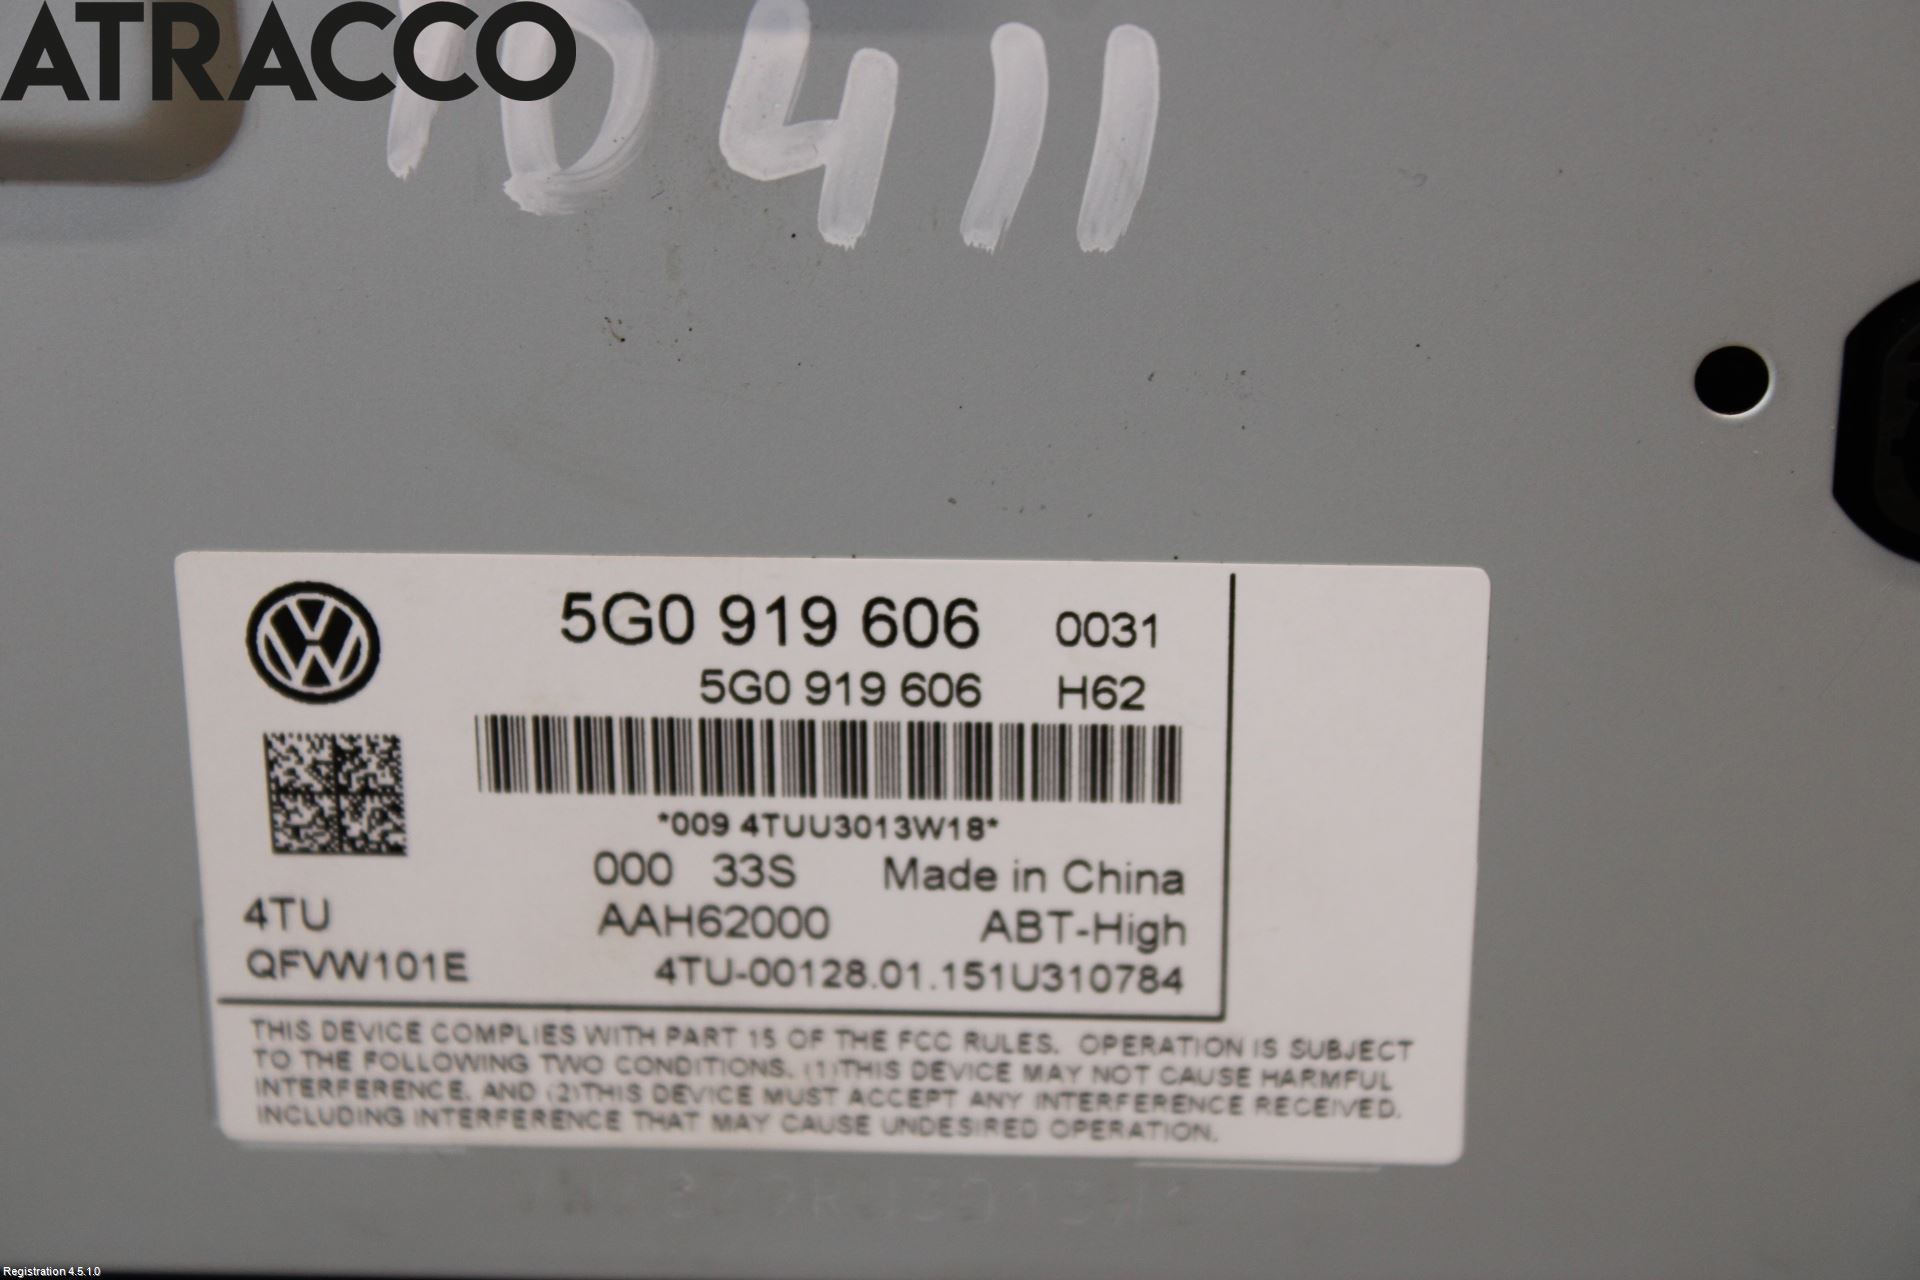 ATRACCO
1D411
5G0 919 606 0031
5G0 919 606 H62
*009 4TUU3013W18*
000 33S Made in China
4TU AAH62000 ABT-High
QFVW101E 4TU-00128.01.151U310784
THIS DEVICE COMPLIES WITH PART 15 OF THE FCC RULES. OPERATION IS SUBJECT
TO THE FOLLOWING TWO CONDITIONS. (1)THIS DEVICE MAY NOT CAUSE HARMFUL
INTERFERENCE. AND (2)THIS DEVICE MUST ACCEPT ANY INTERFERENCE RECEIVED.
INCLUDING INTERFERENCE THAT MAY CAUSE UNDESIRED OPERATION.
Registration 4.5.1.0